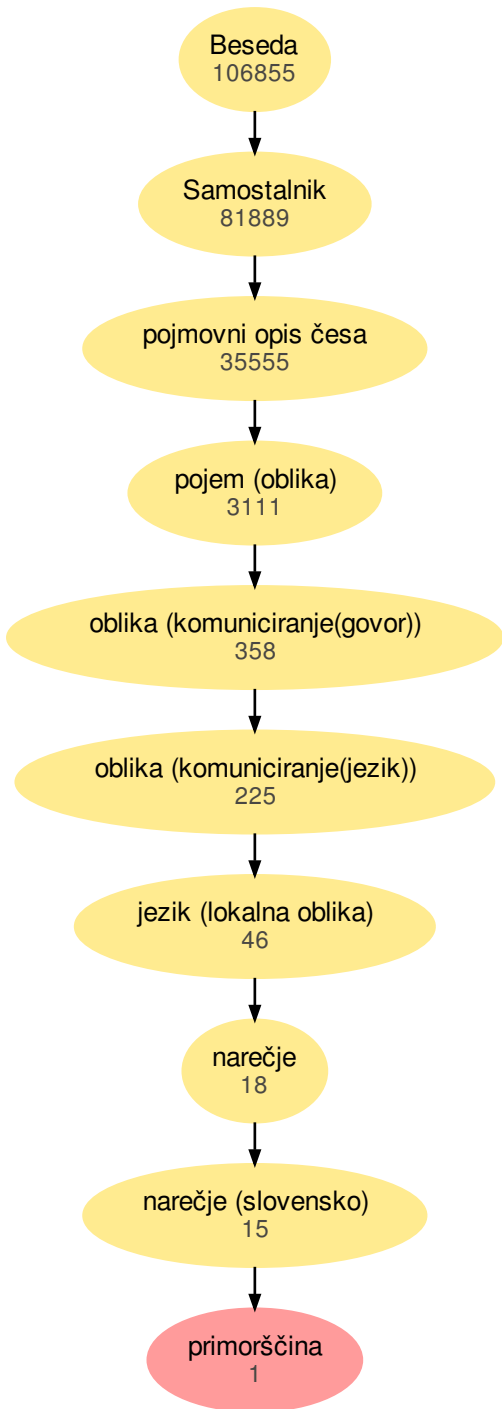 Beseda
106855
Samostalnik
81889
pojmovni opis česa
35555
pojem (oblika)
3111
oblika (komuniciranje(govor))
358
oblika (komuniciranje(jezik))
225
jezik (lokalna oblika)
46
narečje
18
narečje (slovensko)
15
primorščina
1